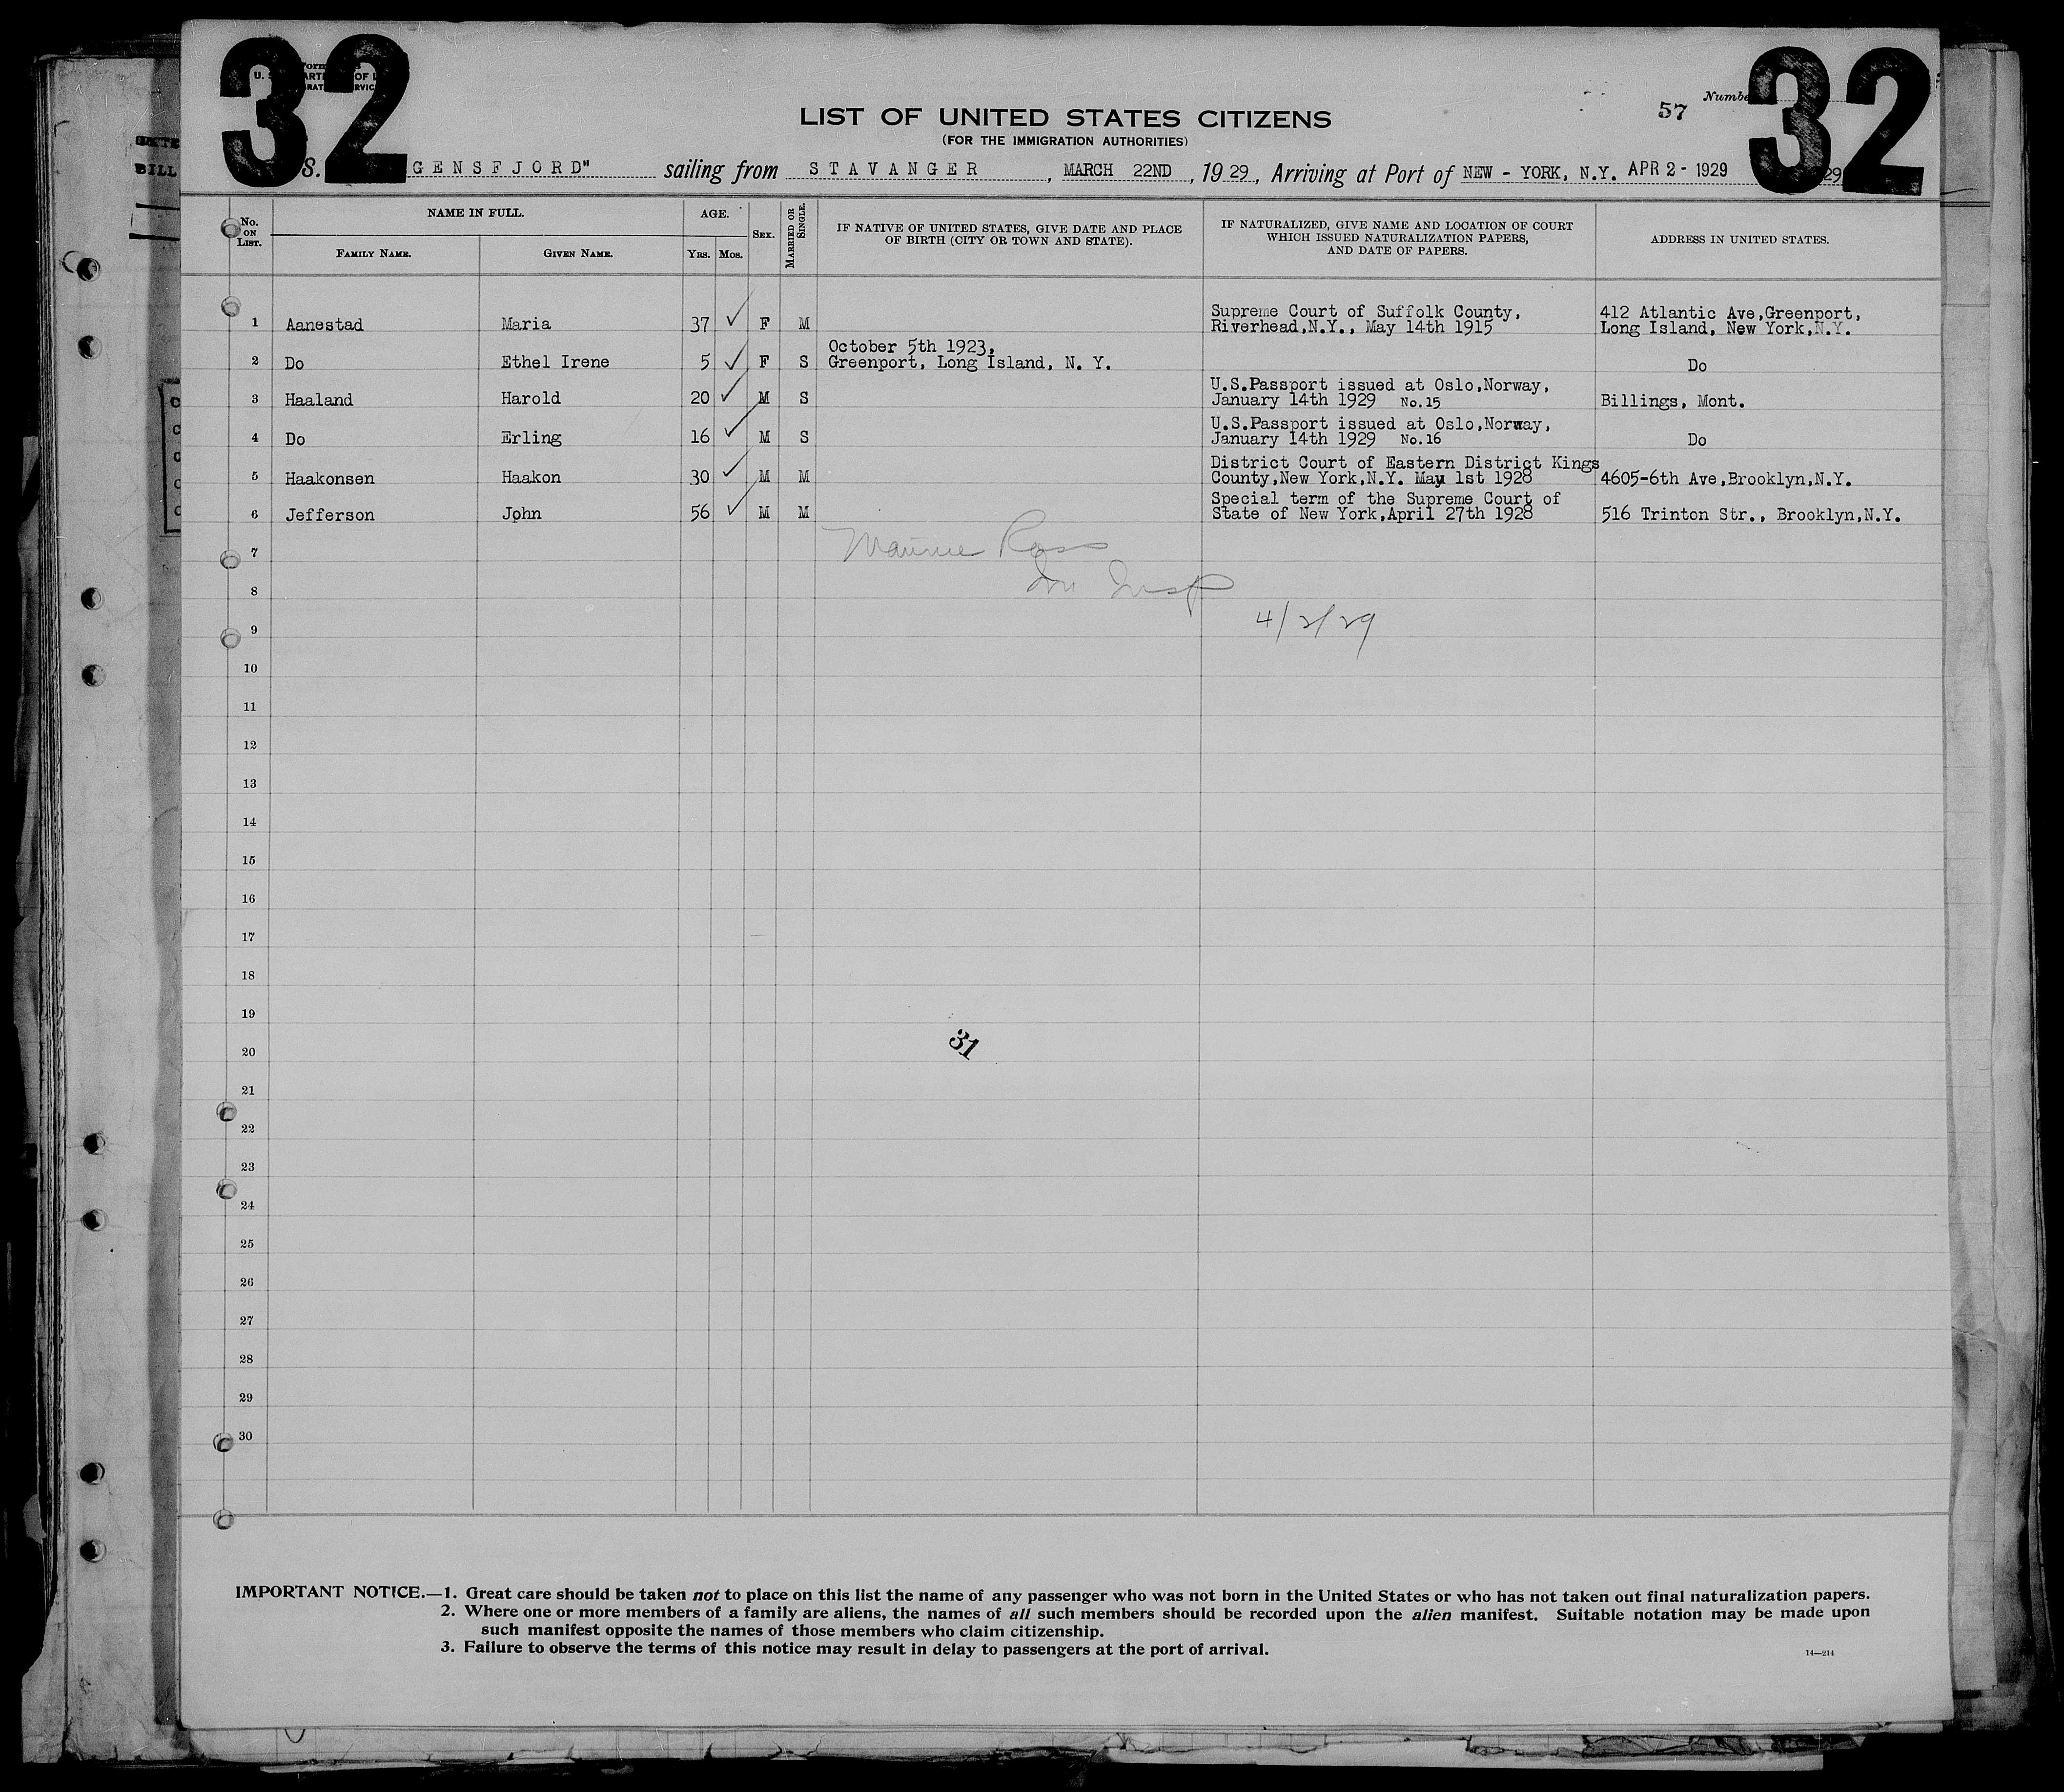 32
32
57
Number
LIST OF UNITED STATES CITIZENS
(FOR THE IMMIGRATION AUTHORITIES)
S. GENSFJORD" sailing from STAVANGER, MARCH 22ND, 1929, Arriving at Port of NEW - YORK, N.Y. APR 2 - 1929 29
No. ON LIST.
NAME IN FULL.
FAMILY NAME. GIVEN NAME.
AGE.
YRS. MOS.
SEX.
MARRIED OR SINGLE.
IF NATIVE OF UNITED STATES, GIVE DATE AND PLACE
OF BIRTH (CITY OR TOWN AND STATE).
IF NATURALIZED, GIVE NAME AND LOCATION OF COURT
WHICH ISSUED NATURALIZATION PAPERS,
AND DATE OF PAPERS.
ADDRESS IN UNITED STATES.
Supreme Court of Suffolk County, 412 Atlantic Ave,Greenport,
1 Aanestad Maria 37 ✓ F M Riverhead,N.Y., May 14th 1915 Long Island, New York,N.Y.
October 5th 1923,
2 Do Ethel Irene 5 ✓ F S Greenport, Long Island, N. Y. Do
U.S.Passport issued at Oslo,Norway,
3 Haaland Harold 20 ✓ M S January 14th 1929 No.15 Billings, Mont.
U.S.Passport issued at Oslo,Norway,
4 Do Erling 16 ✓ M S January 14th 1929 No.16 Do
District Court of Eastern District Kings
5 Haakonsen Haakon 30 ✓ M M County,New York,N.Y. May 1st 1928 4605-6th Ave,Brooklyn,N.Y.
Special term of the Supreme Court of
6 Jefferson John 56 ✓ M M State of New York,April 27th 1928 516 Trinton Str., Brooklyn,N.Y.
7 Ross
8 Insp
4/2/29
9
10
11
12
13
14
15
16
17
18
19
31
20
21
22
23
24
25
26
27
28
29
30
IMPORTANT NOTICE.—1. Great care should be taken not to place on this list the name of any passenger who was not born in the United States or who has not taken out final naturalization papers.
2. Where one or more members of a family are aliens, the names of all such members should be recorded upon the alien manifest. Suitable notation may be made upon
such manifest opposite the names of those members who claim citizenship.
3. Failure to observe the terms of this notice may result in delay to passengers at the port of arrival.
14—214